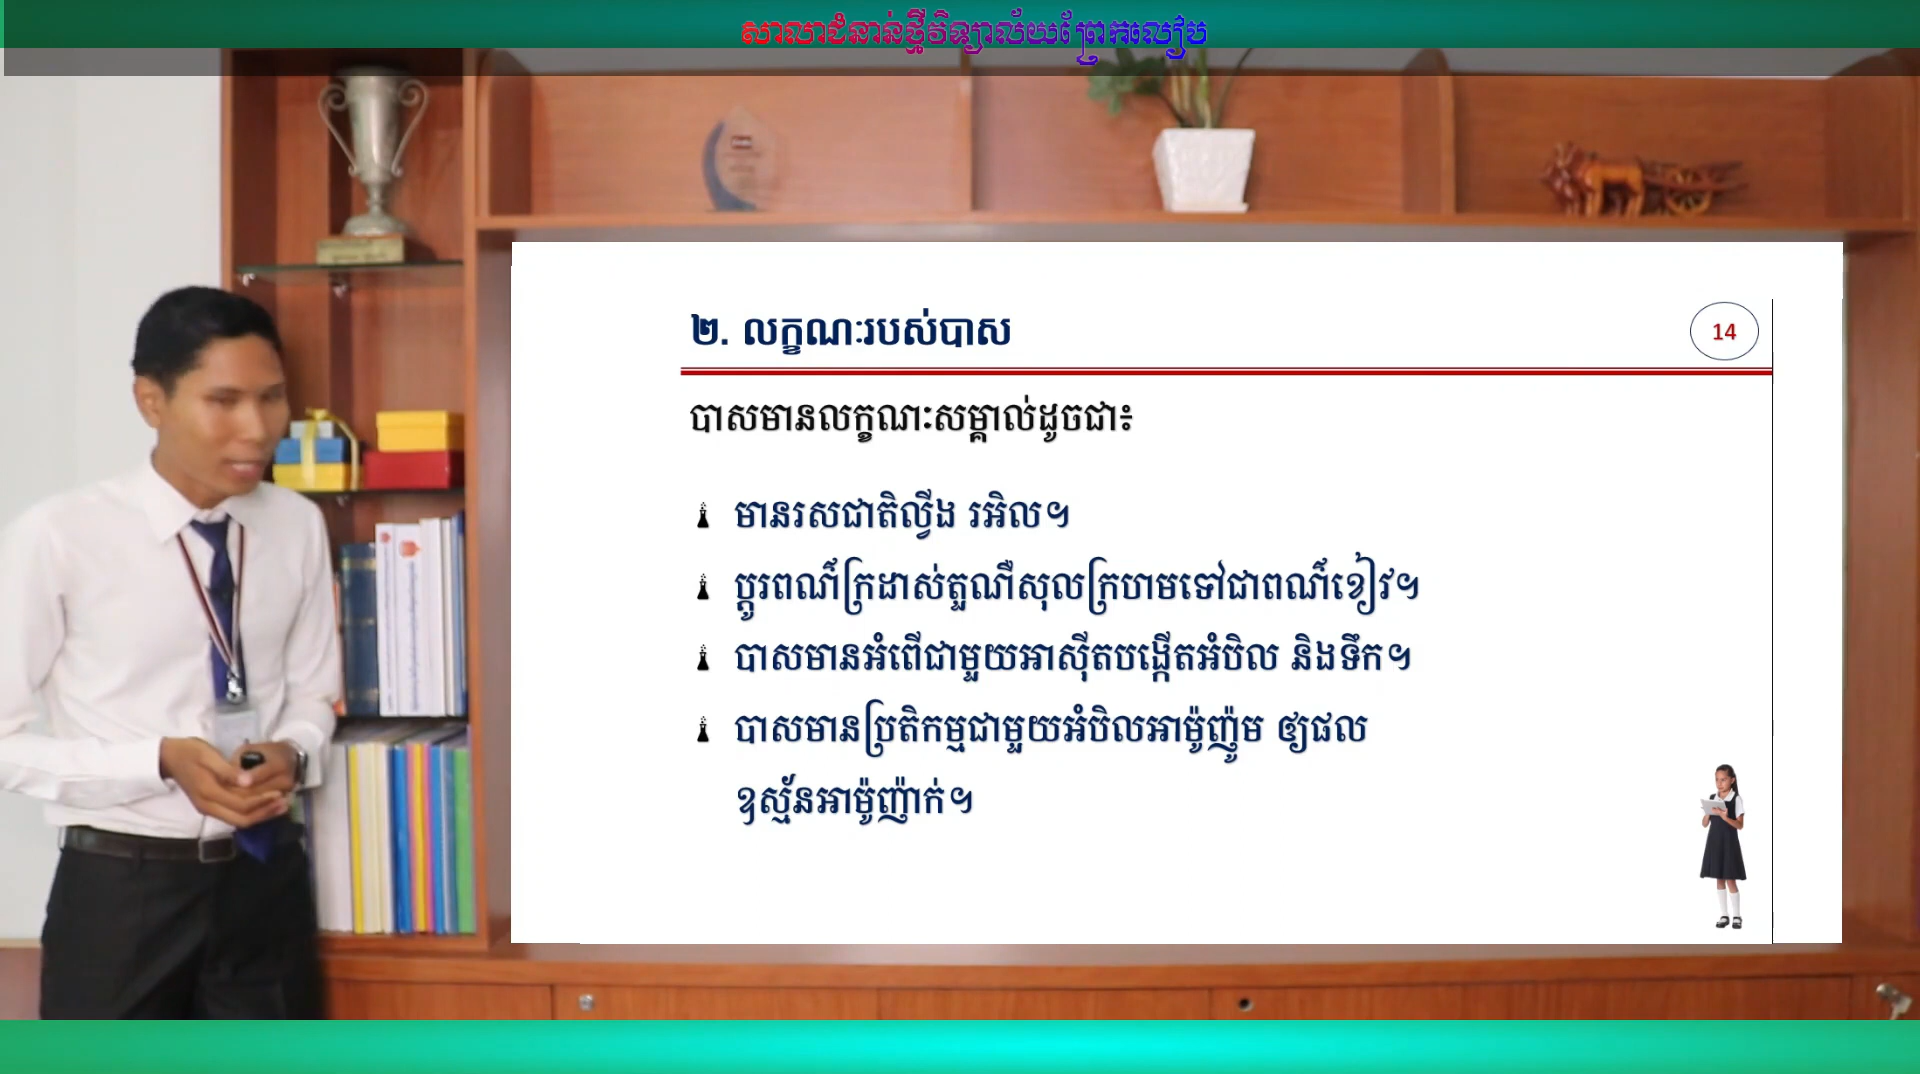 សាលាជំនាន់ថ្មីវិទ្យាល័យព្រែកលៀប
២. លក្ខណៈរបស់បាស
14
បាសមានលក្ខណៈសម្គាល់ដូចជា៖
មានរសជាតិល្វីង រអិល។
ប្តូរពណ៌ក្រដាស់តួណឺសុលក្រហមទៅជាពណ៌ខៀវ។
បាសមានអំពើជាមួយអាស៊ីតបង្កើតអំបិល និងទឹក។
បាសមានប្រតិកម្មជាមួយអំបិលអាម៉ូញ៉ូម ឲ្យផល
ឧស្ម័នអាម៉ូញ៉ាក់។